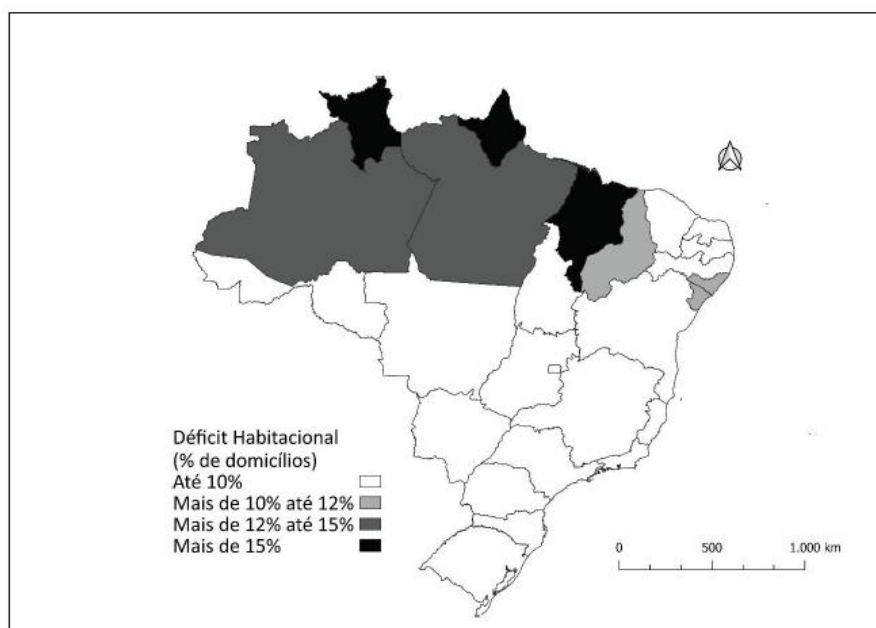 Déficit Habitacional
(% de domicílios)
Até 10%
Mais de 10% até 12%
Mais de 12% até 15%
Mais de 15%
0 500 1.000 km